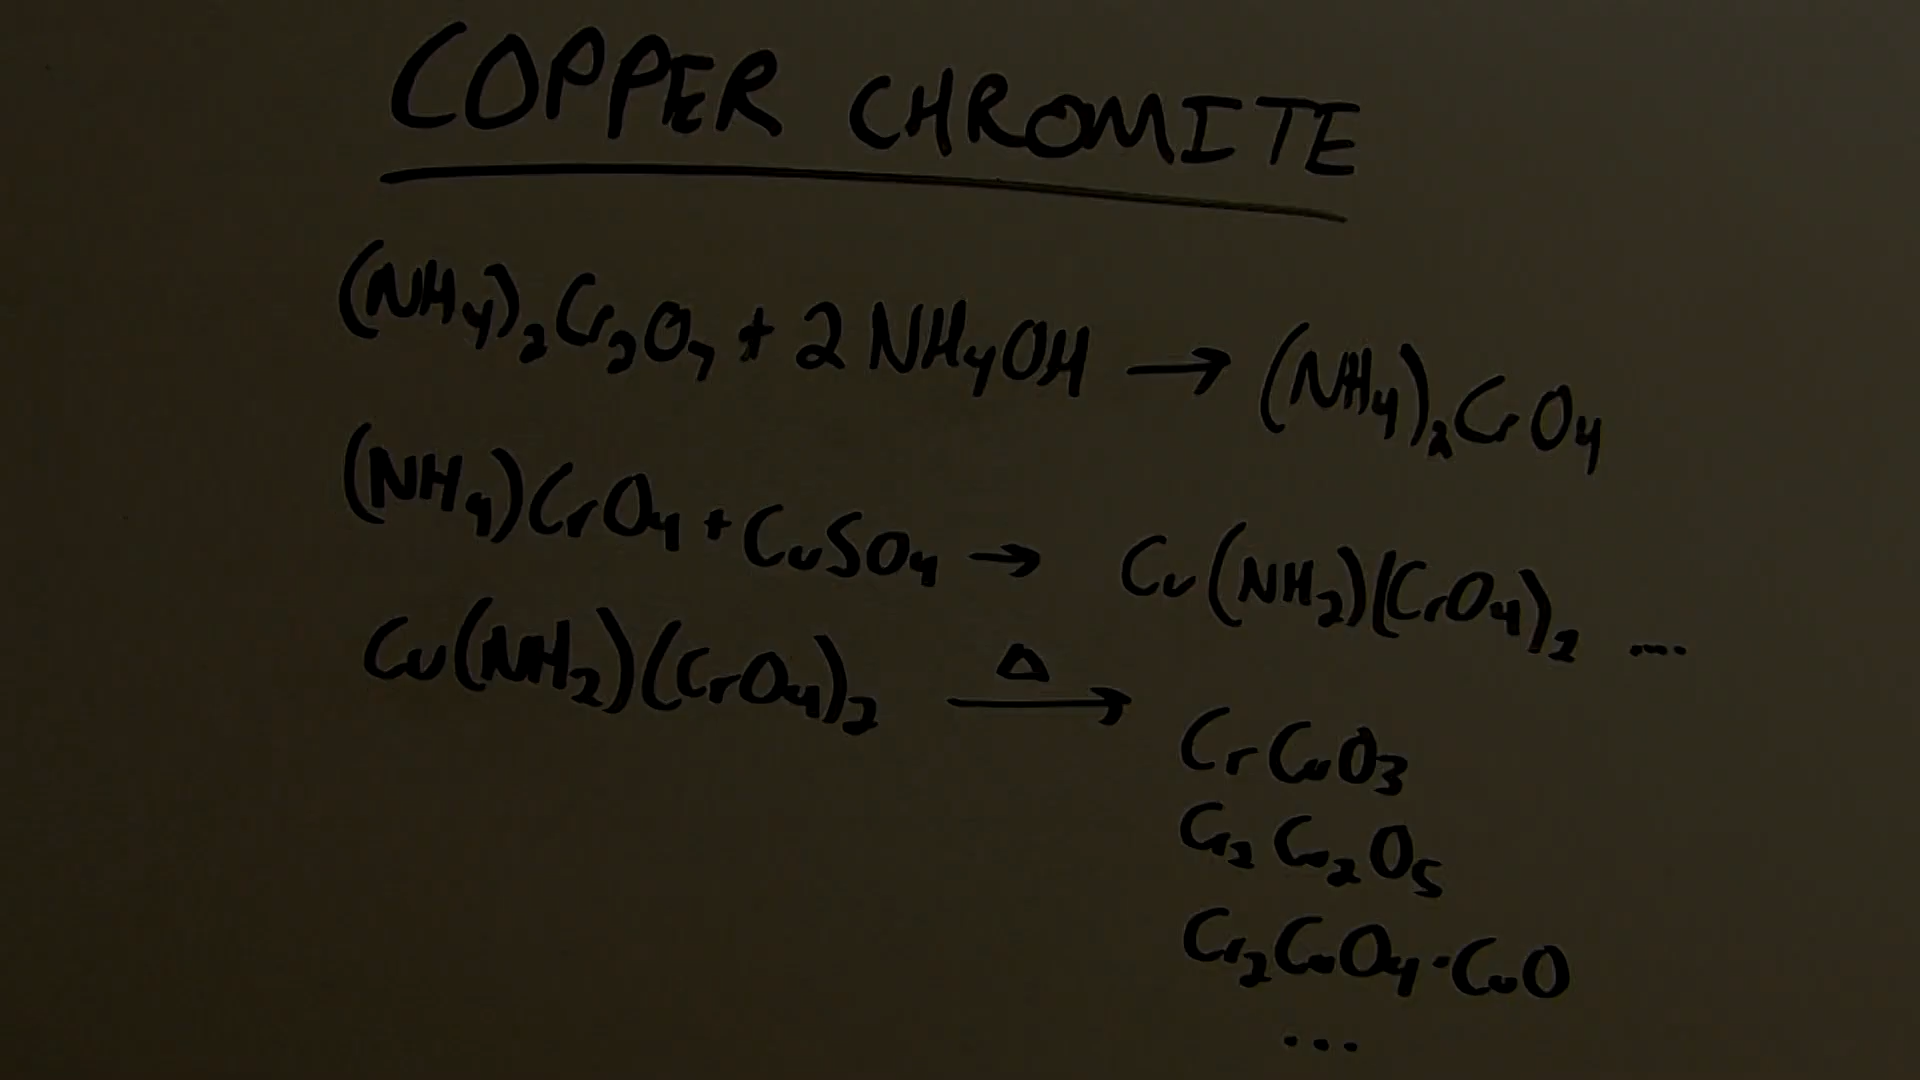 COPPER CHROMITE
(NH₄)₂Cr₂O₇ + 2 NH₄OH → (NH₄)₂CrO₄
(NH₄)CrO₄ + CuSO₄ → Cu(NH₂)(CrO₄)₂ ...
Cu(NH₂)(CrO₄)₂ Δ→
CrCuO₃
Cr₂Cu₂O₅
Cr₂CuO₄·CuO
...